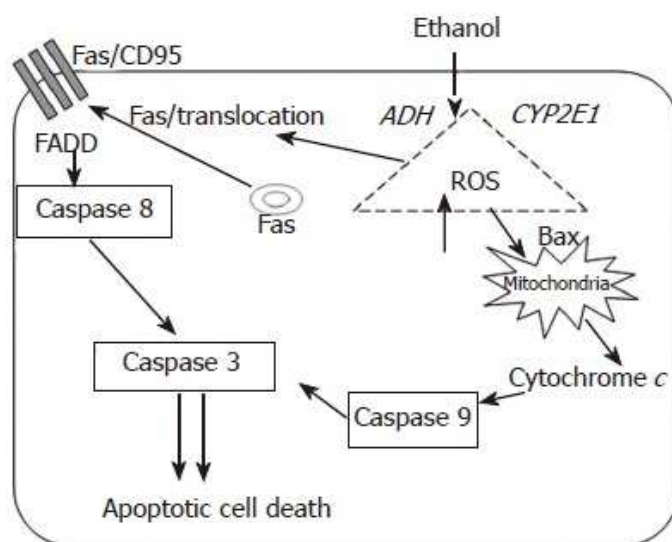 Ethanol
Fas/CD95
Fas/translocation
ADH
CYP2E1
FADD
ROS
Caspase 8
Fas
Bax
Mitochondria
Caspase 3
Cytochrome c
Caspase 9
Apoptotic cell death